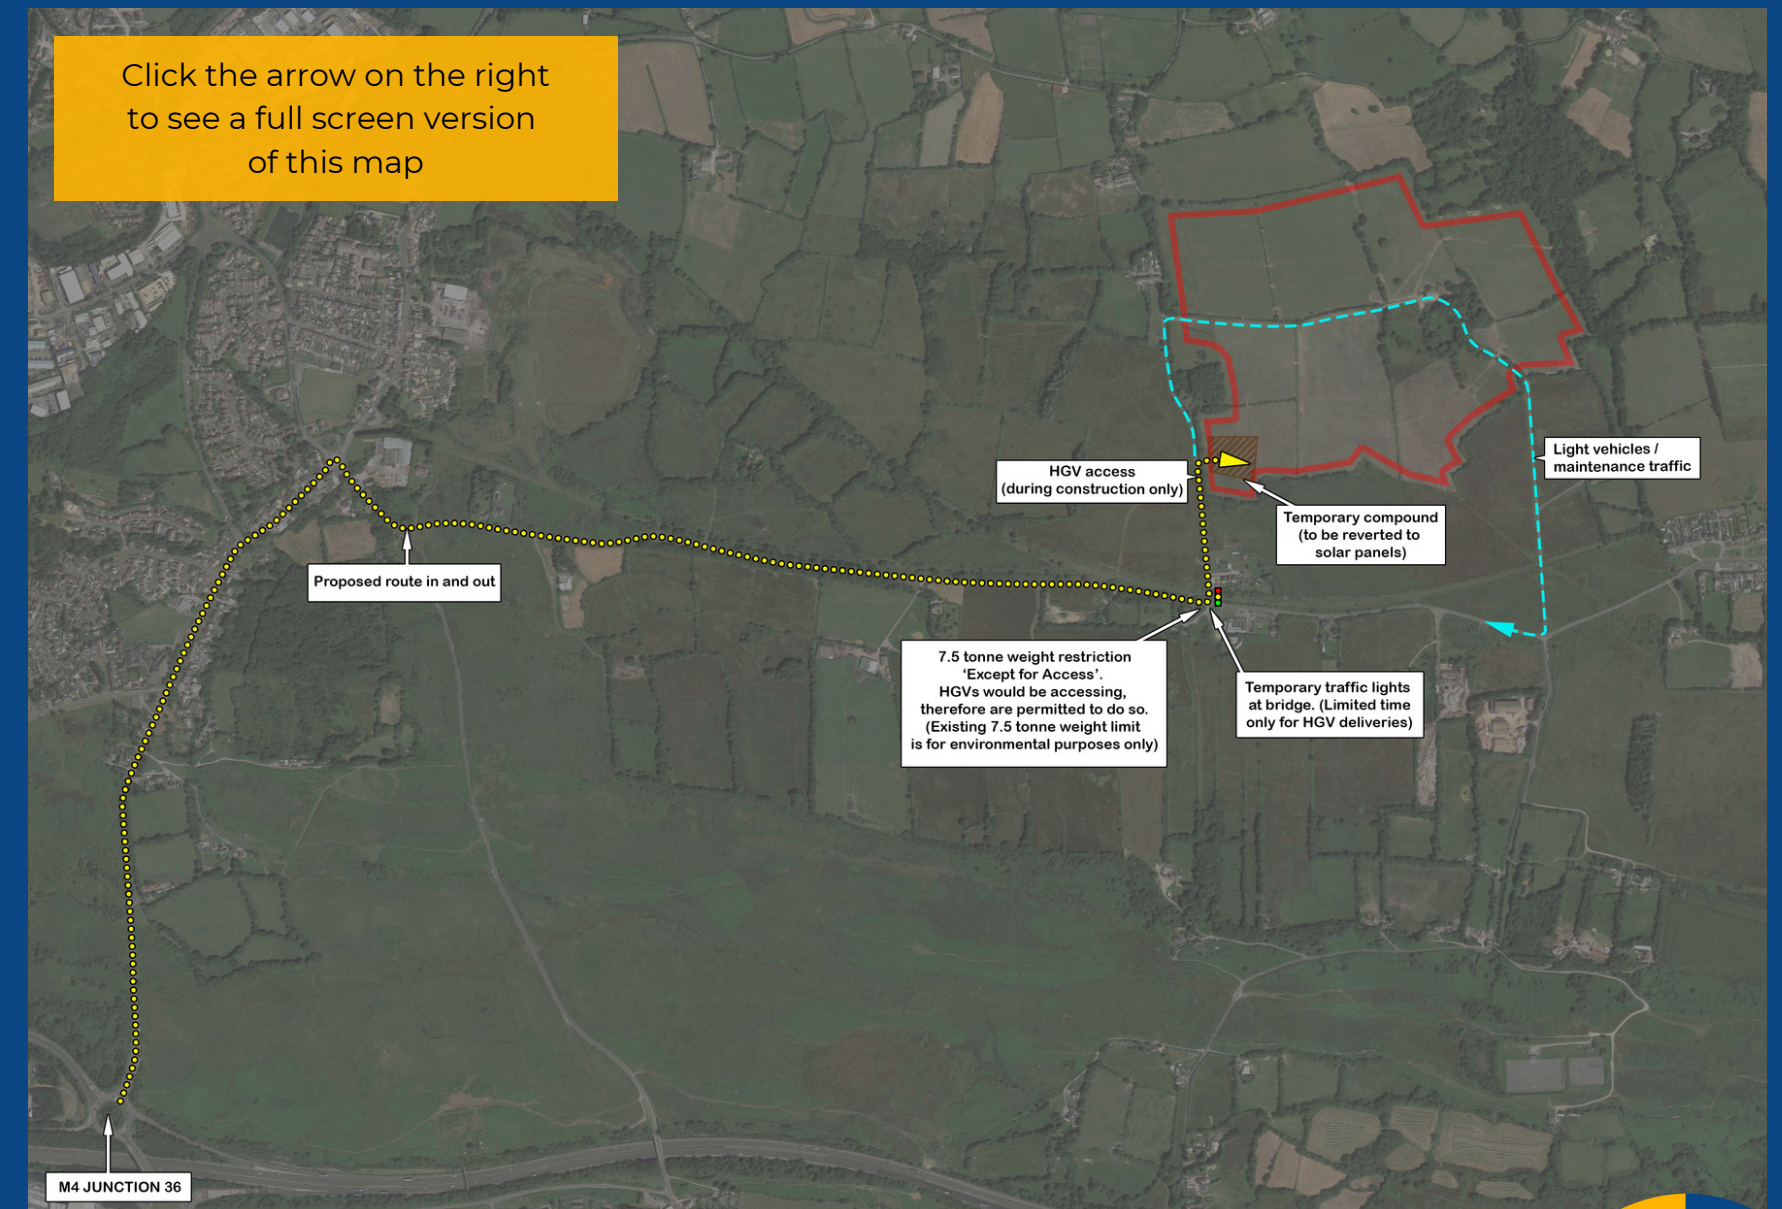 Click the arrow on the right
to see a full screen version
of this map
HGV access
(during construction only)
Light vehicles /
maintenance traffic
Temporary compound
(to be reverted to
solar panels)
Proposed route in and out
7.5 tonne weight restriction
'Except for Access'.
HGVs would be accessing,
therefore are permitted to do so.
(Existing 7.5 tonne weight limit
is for environmental purposes only)
Temporary traffic lights
at bridge. (Limited time
only for HGV deliveries)
M4 JUNCTION 36